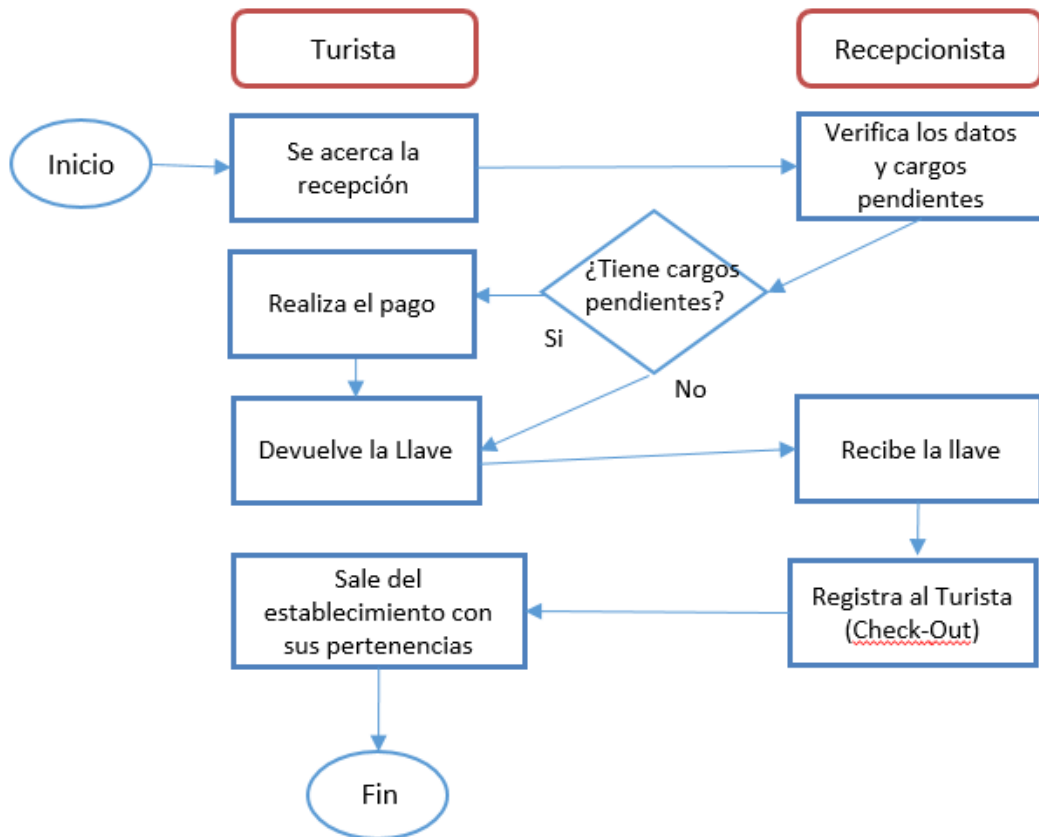 Turista
Recepcionista
Inicio
Se acerca la
recepción
Verifica los datos
y cargos
pendientes
¿Tiene cargos
pendientes?
Realiza el pago
Si
No
Devuelve la Llave
Recibe la llave
Sale del
establecimiento con
sus pertenencias
Registra al Turista
(Check-Out)
Fin